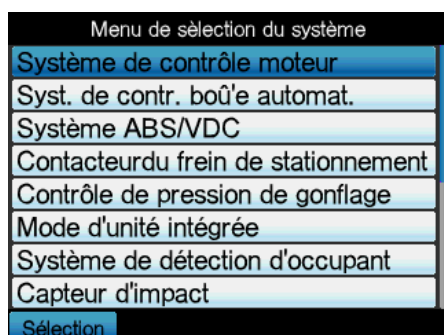 Menu de sèlection du système
Système de contrôle moteur
Syst. de contr. boû'e automat.
Système ABS/VDC
Contacteurdu frein de stationnement
Contrôle de pression de gonflage
Mode d'unité intégrée
Système de détection d'occupant
Capteur d'impact
Sélection